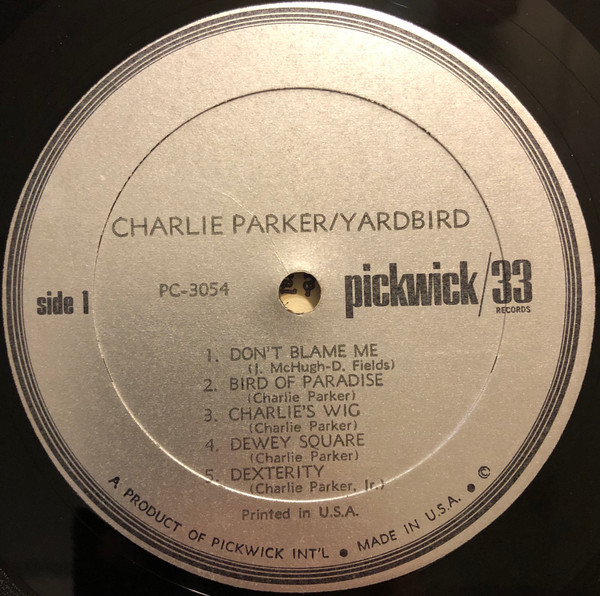 CHARLIE PARKER/YARDBIRD
side 1
PC-3054
pickwick/33
RECORDS
1. DON'T BLAME ME
(J. McHugh-D. Fields)
2. BIRD OF PARADISE
(Charlie Parker)
3. CHARLIE'S WIG
(Charlie Parker)
4. DEWEY SQUARE
(Charlie Parker)
5. DEXTERITY
(Charlie Parker, Jr.)
Printed in U.S.A.
A PRODUCT OF PICKWICK INT'L ● MADE IN U.S.A. ● ©